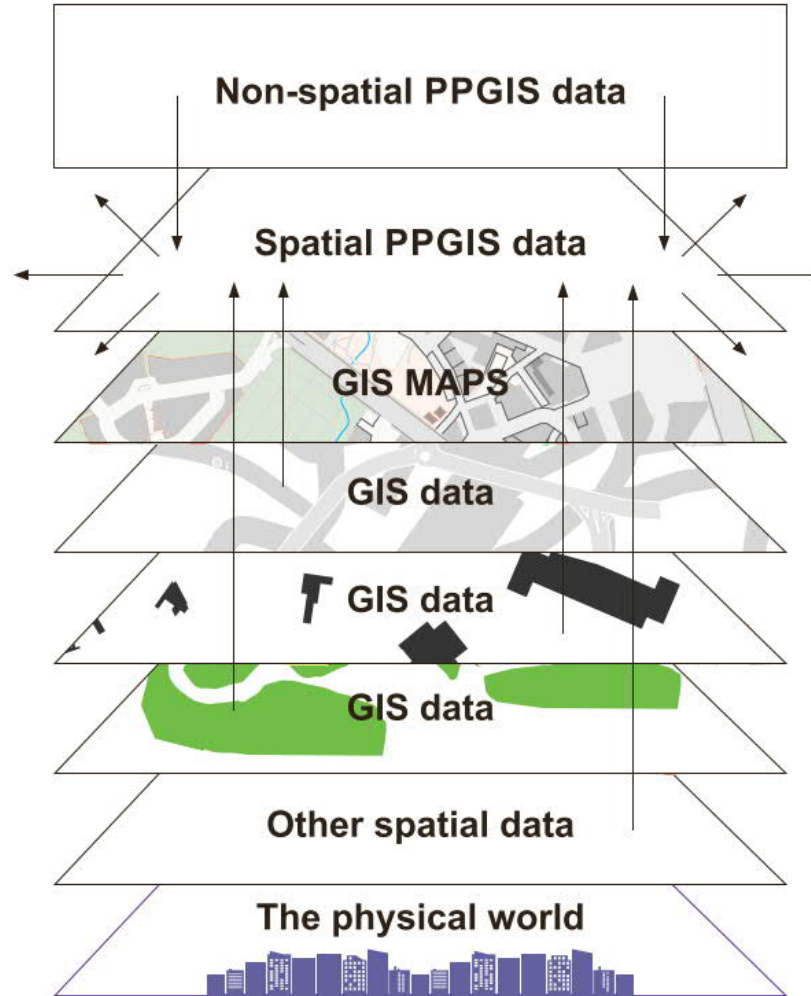 Non-spatial PPGIS data
Spatial PPGIS data
GIS MAPS
GIS data
GIS data
GIS data
Other spatial data
The physical world